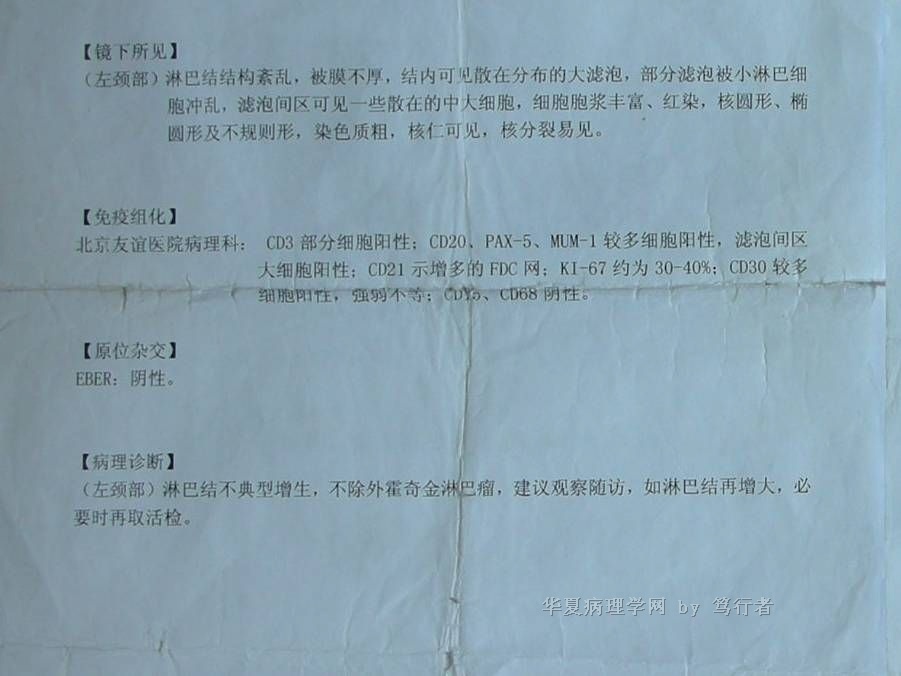 【镜下所见】
（左颈部）淋巴结结构紊乱，被膜不厚，结内可见散在分布的大滤泡，部分滤泡被小淋巴细
胞冲乱，滤泡间区可见一些散在的中大细胞，细胞胞浆丰富、红染，核圆形、椭
圆形及不规则形，染色质粗，核仁可见，核分裂易见。
【免疫组化】
北京友谊医院病理科： CD3 部分细胞阳性；CD20、PAX-5、MUM-1 较多细胞阳性，滤泡间区
大细胞阳性；CD21 示增多的 FDC 网；KI-67 约为 30-40%；CD30 较多
细胞阳性，强弱不等；CD15、CD68 阴性。
【原位杂交】
EBER：阴性。
【病理诊断】
（左颈部）淋巴结不典型增生，不除外霍奇金淋巴瘤，建议观察随访，如淋巴结再增大，必
要时再取活检。
华夏病理学网 by 笃行者